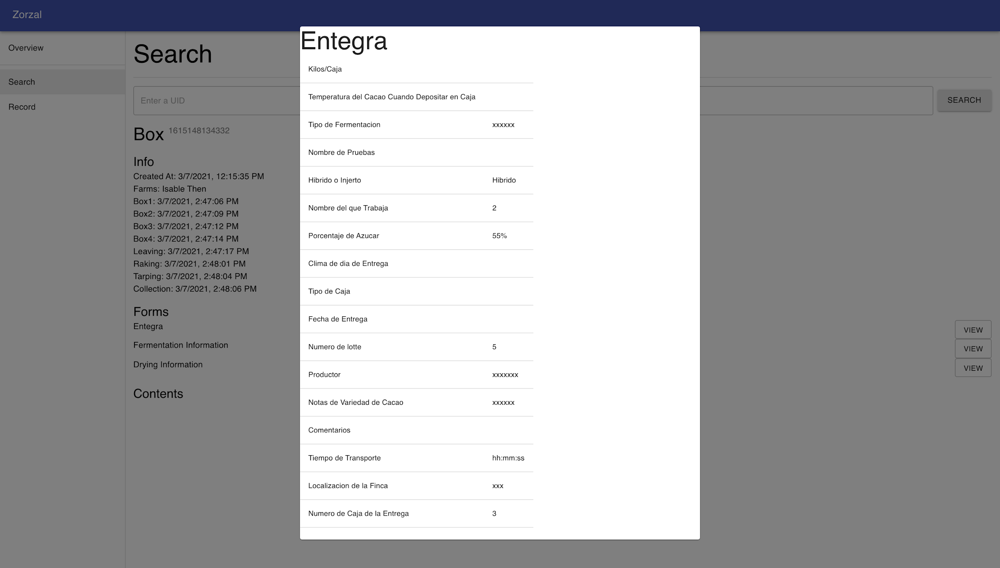 Zorzal
Overview
Search
Record
Search
Enter a UID
SEARCH
Box 1615148134332
Info
Created At: 3/7/2021, 12:15:35 PM
Farms: Isable Then
Box1: 3/7/2021, 2:47:06 PM
Box2: 3/7/2021, 2:47:09 PM
Box3: 3/7/2021, 2:47:12 PM
Box4: 3/7/2021, 2:47:14 PM
Leaving: 3/7/2021, 2:47:17 PM
Raking: 3/7/2021, 2:48:01 PM
Tarping: 3/7/2021, 2:48:04 PM
Collection: 3/7/2021, 2:48:06 PM
Forms
Entegra VIEW
Fermentation Information VIEW
Drying Information VIEW
Contents
Entegra
Kilos/Caja
Temperatura del Cacao Cuando Depositar en Caja
Tipo de Fermentacion xxxxxx
Nombre de Pruebas
Hibrido o Injerto Hibrido
Nombre del que Trabaja 2
Porcentaje de Azucar 55%
Clima de dia de Entrega
Tipo de Caja
Fecha de Entrega
Numero de lotte 5
Productor xxxxxxx
Notas de Variedad de Cacao xxxxxx
Comentarios
Tiempo de Transporte hh:mm:ss
Localizacion de la Finca xxx
Numero de Caja de la Entrega 3